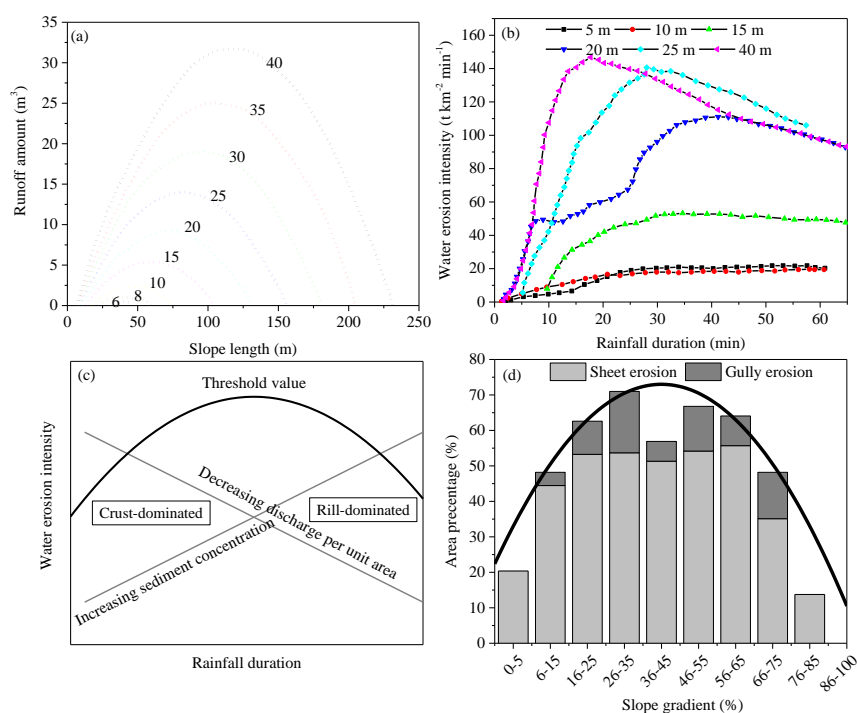 (a)
35
30
25
20
15
10
5
0
Runoff amount (m³)
40
35
30
25
20
15
10
8
6
0 50 100 150 200 250
Slope length (m)
(b)
5 m 10 m 15 m
20 m 25 m 40 m
160
140
120
100
80
60
40
20
0
Water erosion intensity (t km⁻² min⁻¹)
0 10 20 30 40 50 60
Rainfall duration (min)
(c)
Threshold value
Water erosion intensity
Decreasing discharge per unit area
Crust-dominated
Rill-dominated
Increasing sediment concentration
Rainfall duration
(d)
Sheet erosion Gully erosion
80
70
60
50
40
30
20
10
0
Area precentage (%)
0-5 6-15 16-25 26-35 36-45 46-55 56-65 66-75 76-85 86-100
Slope gradient (%)